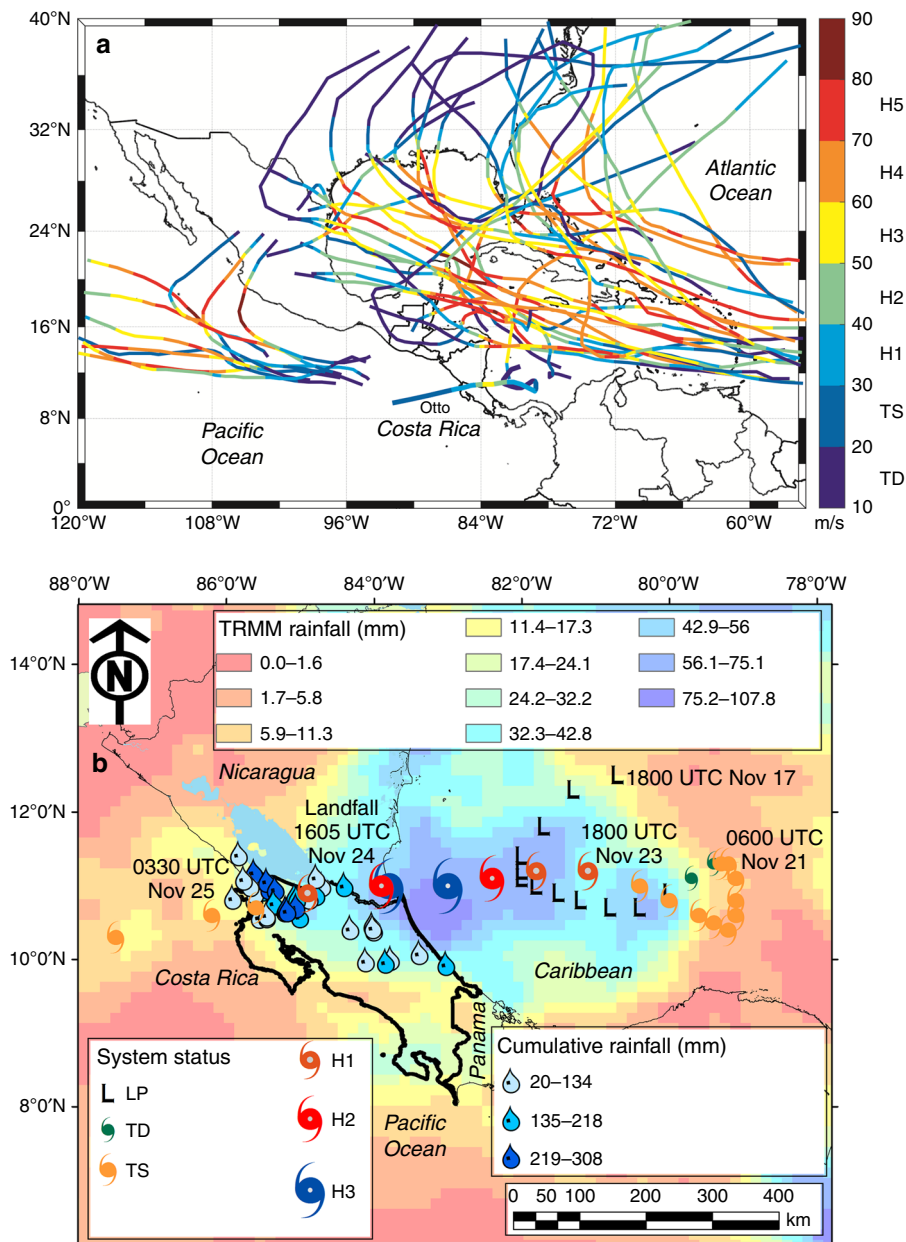 a
40°N
32°N
24°N
16°N
8°N
0°
120°W
108°W
96°W
84°W
72°W
60°W
Atlantic
Ocean
Otto
Costa Rica
Pacific
Ocean
90
80
70
60
50
40
30
20
10
m/s
H5
H4
H3
H2
H1
TS
TD
88°0'0"W
86°0'0"W
84°0'0"W
82°0'0"W
80°0'0"W
78°0'0"W
14°0'N
12°0'N
10°0'N
8°0'N
N
b
TRMM rainfall (mm)
0.0–1.6
1.7–5.8
5.9–11.3
11.4–17.3
17.4–24.1
24.2–32.2
32.3–42.8
42.9–56
56.1–75.1
75.2–107.8
Nicaragua
L 1800 UTC Nov 17
L
L
Landfall
1605 UTC
Nov 24
1800 UTC
Nov 23
0600 UTC
Nov 21
0330 UTC
Nov 25
Costa Rica
Caribbean
Panama
Pacific
Ocean
System status
L LP
TD
TS
H1
H2
H3
Cumulative rainfall (mm)
20–134
135–218
219–308
0 50 100 200 300 400
km